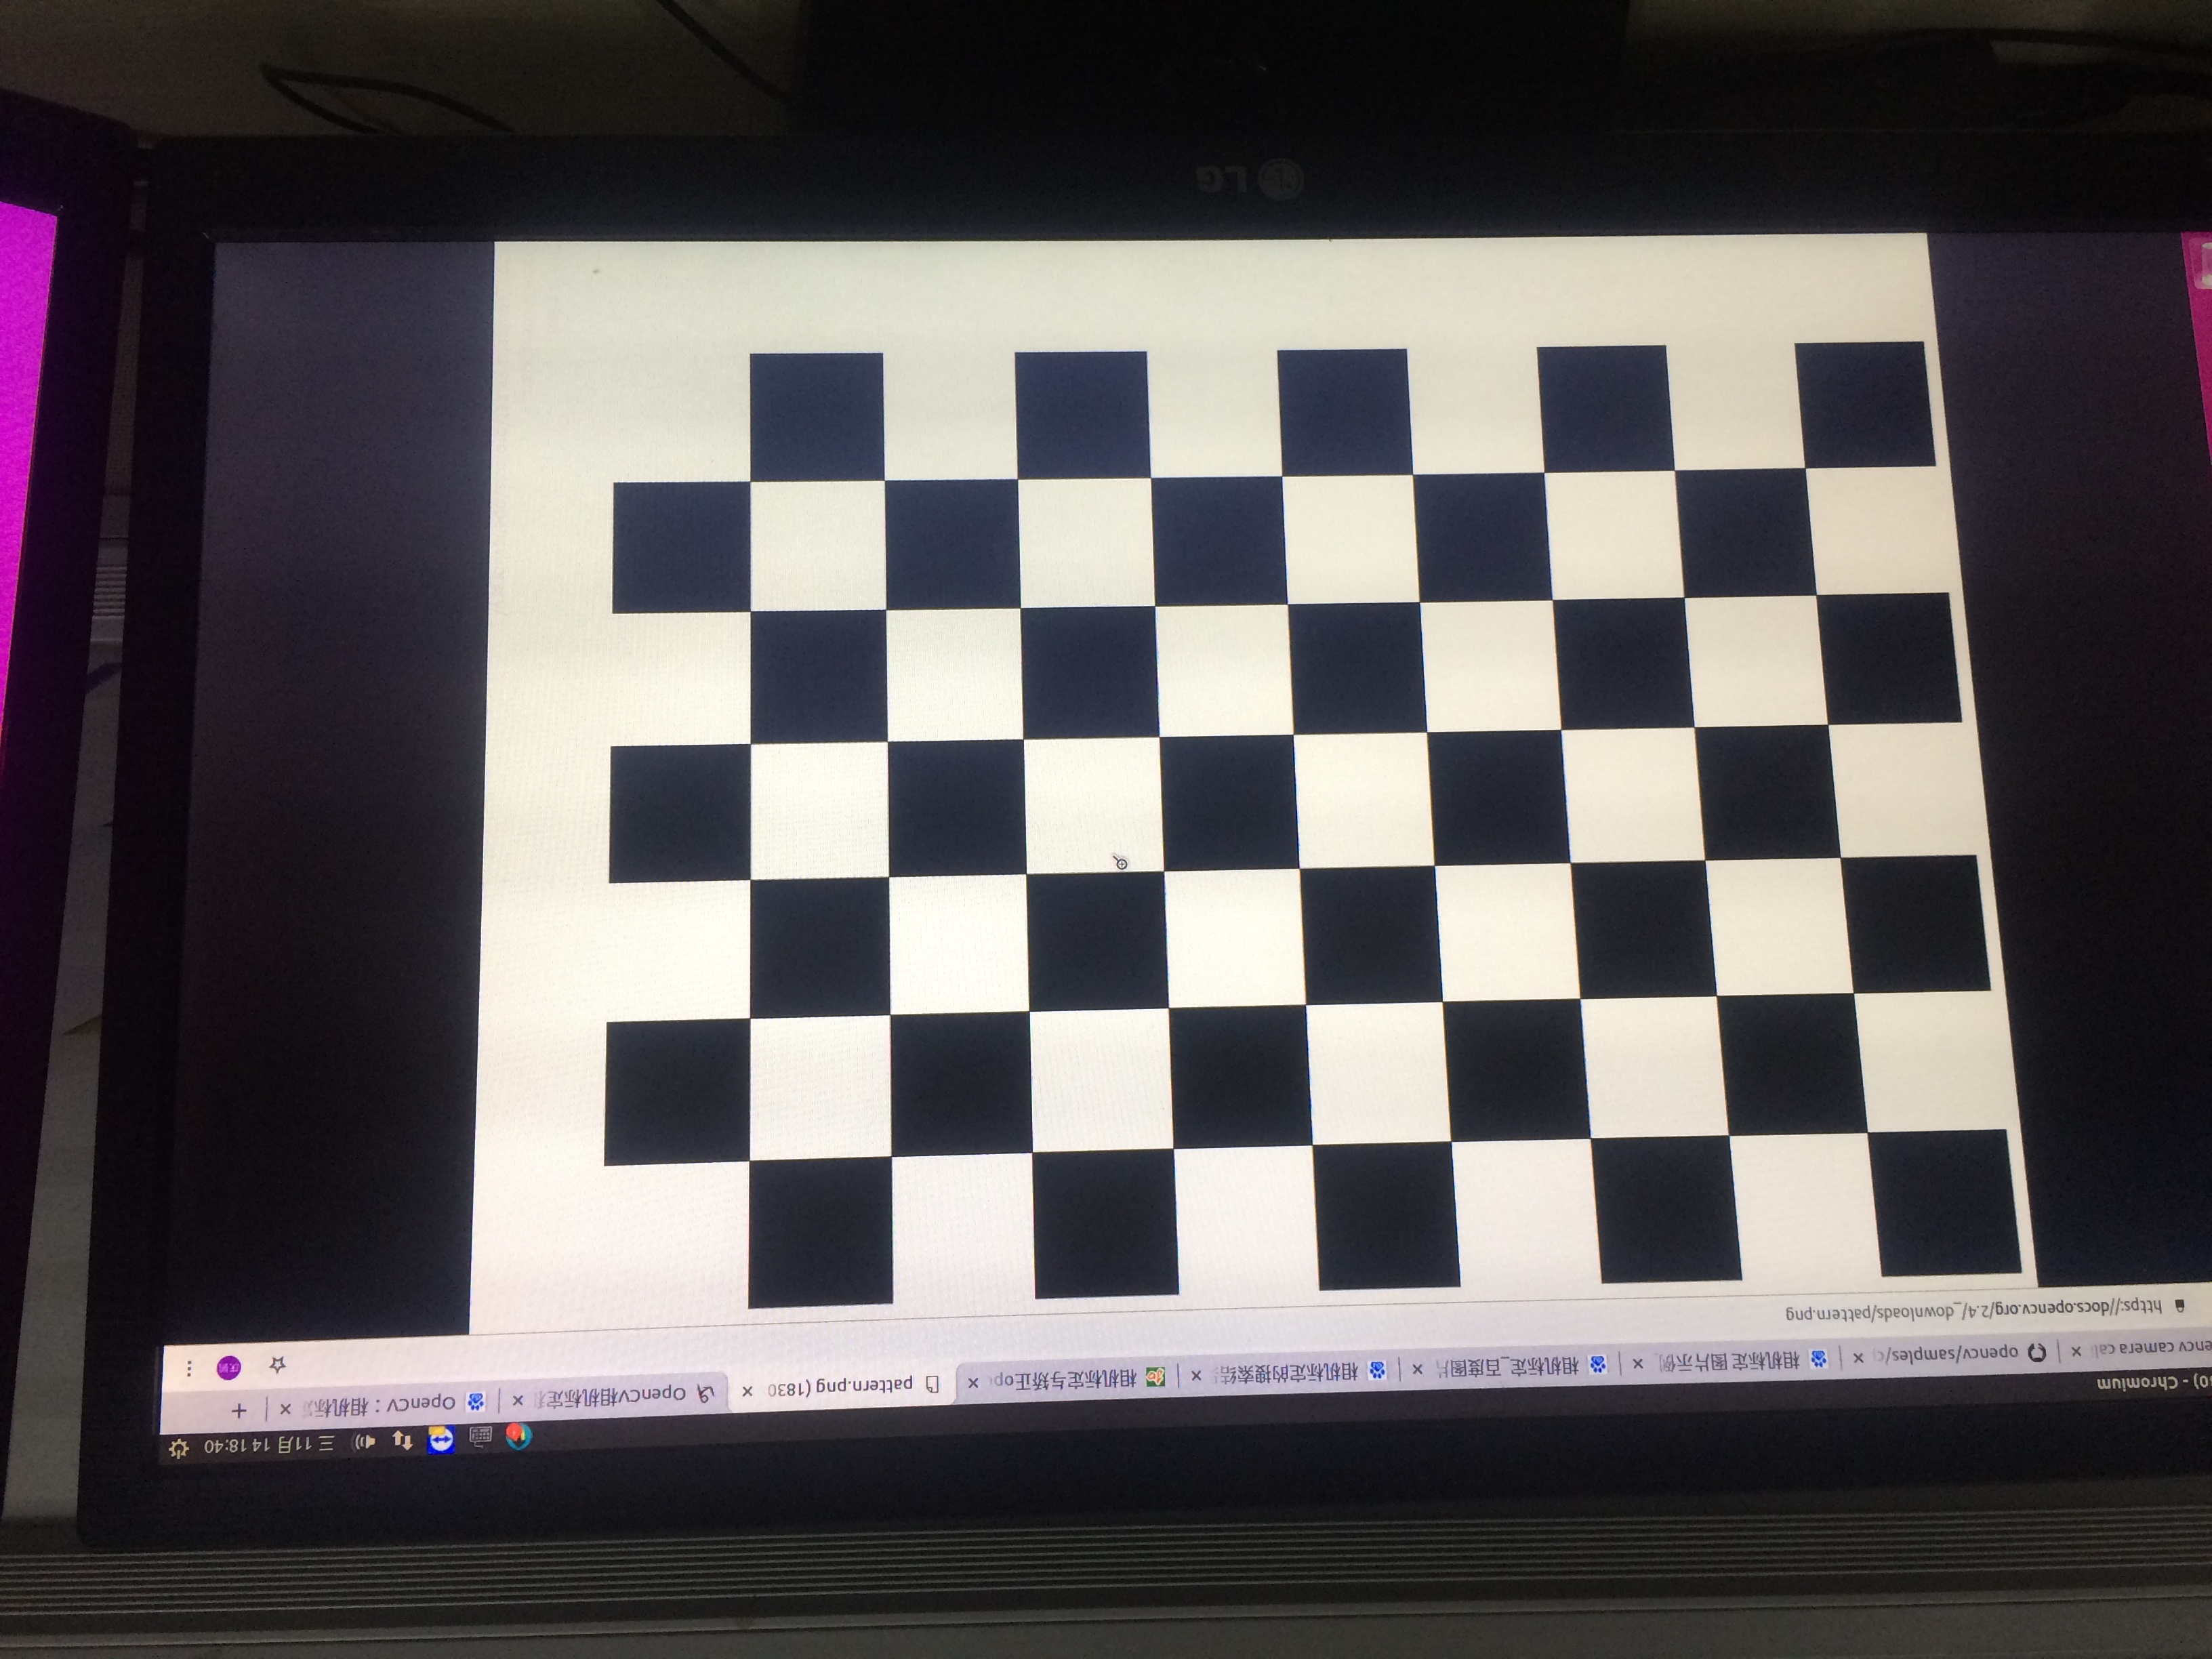 三 11月 14 18:40
0) - Chromium
encv camera cal
opencv/samples/c
相机标定 图片示例_
相机标定_百度图片
相机标定的搜索结
相机标定与矫正op
pattern.png (1830
OpenCV相机标定
OpenCV：相机标
https://docs.opencv.org/2.4/_downloads/pattern.png
LG